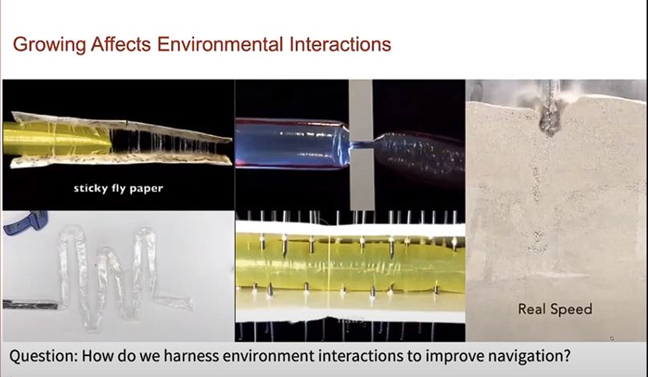 Growing Affects Environmental Interactions
sticky fly paper
Real Speed
Question: How do we harness environment interactions to improve navigation?